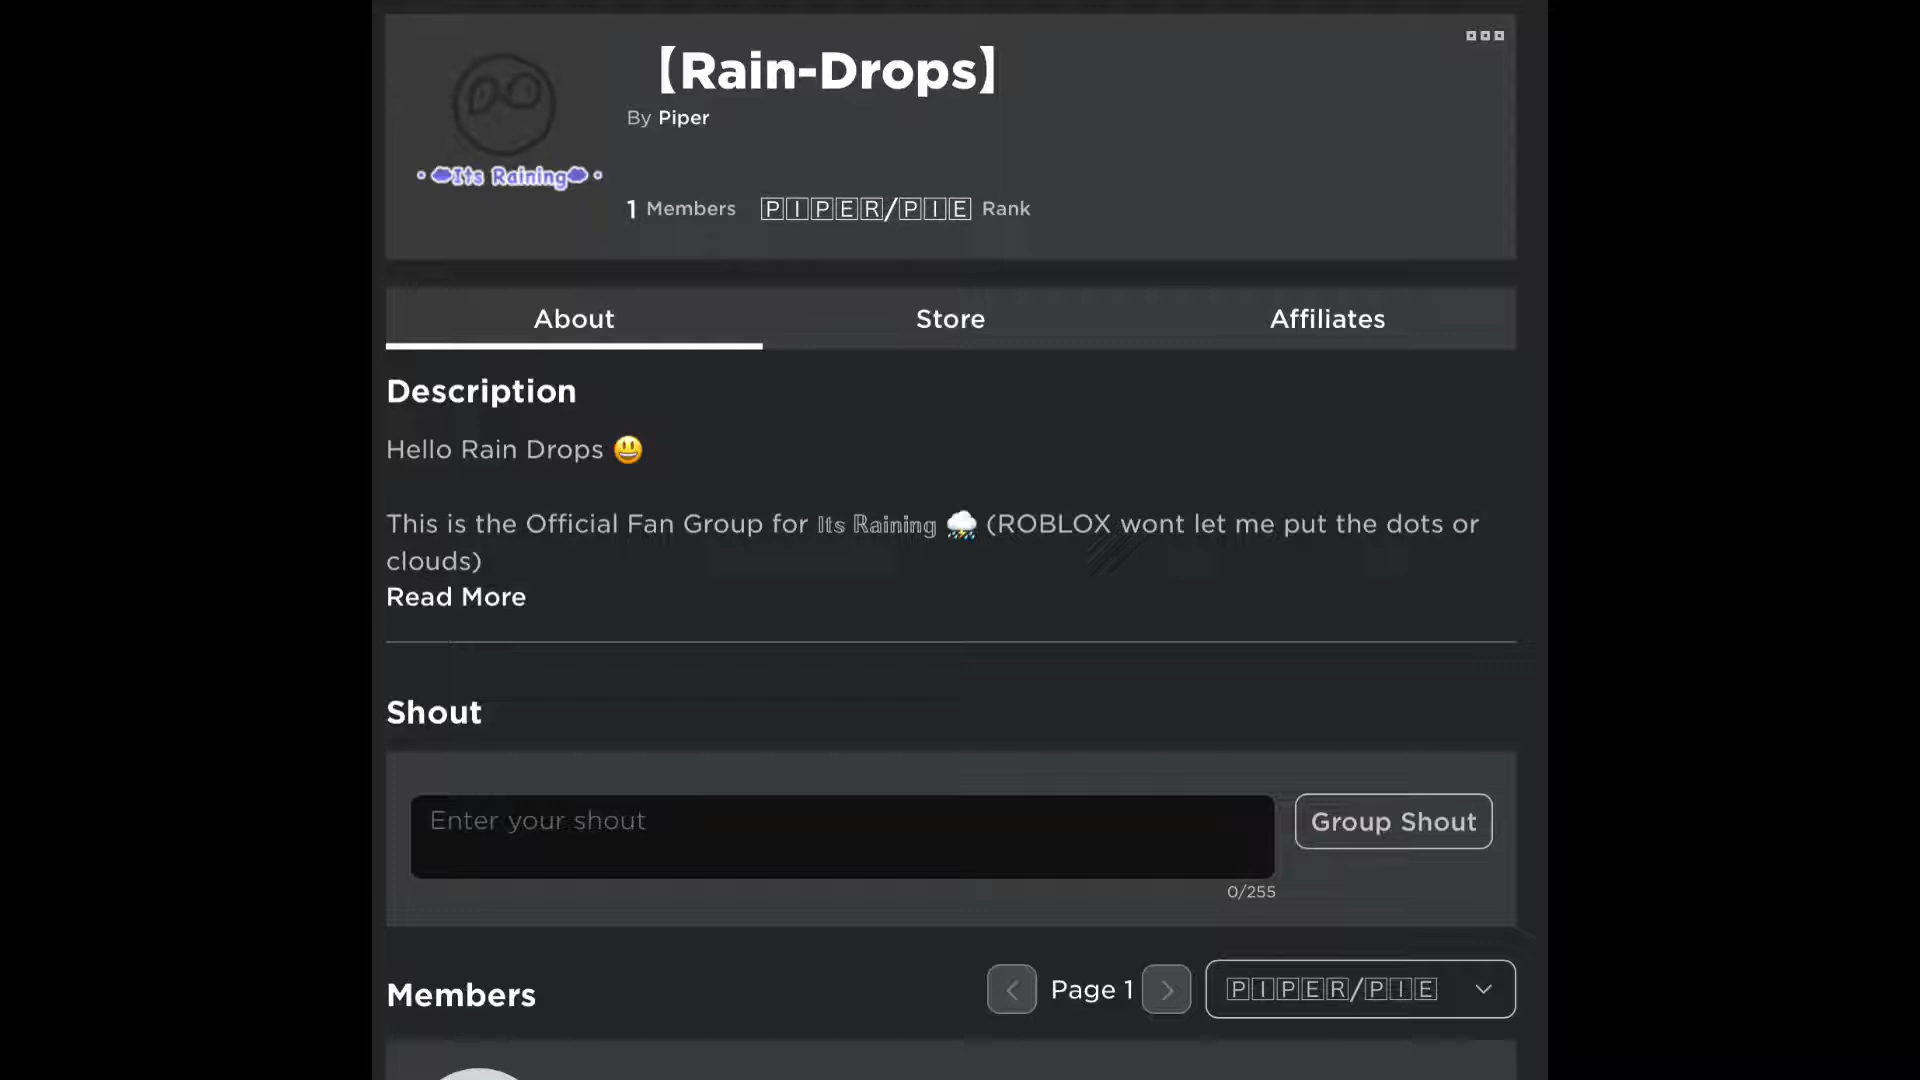 【Rain-Drops】
By Piper
• Its Raining •
1 Members 🄿🄸🄿🄴🅁/🄿🄸🄴 Rank
About Store Affiliates
Description
Hello Rain Drops 😃
This is the Official Fan Group for 𝕀𝕥𝕤 ℝ𝕒𝕚𝕟𝕚𝕟𝕘 ⛈️ (ROBLOX wont let me put the dots or
clouds)
Read More
Shout
Enter your shout
Group Shout
0/255
Members
Page 1
🄿🄸🄿🄴🅁/🄿🄸🄴